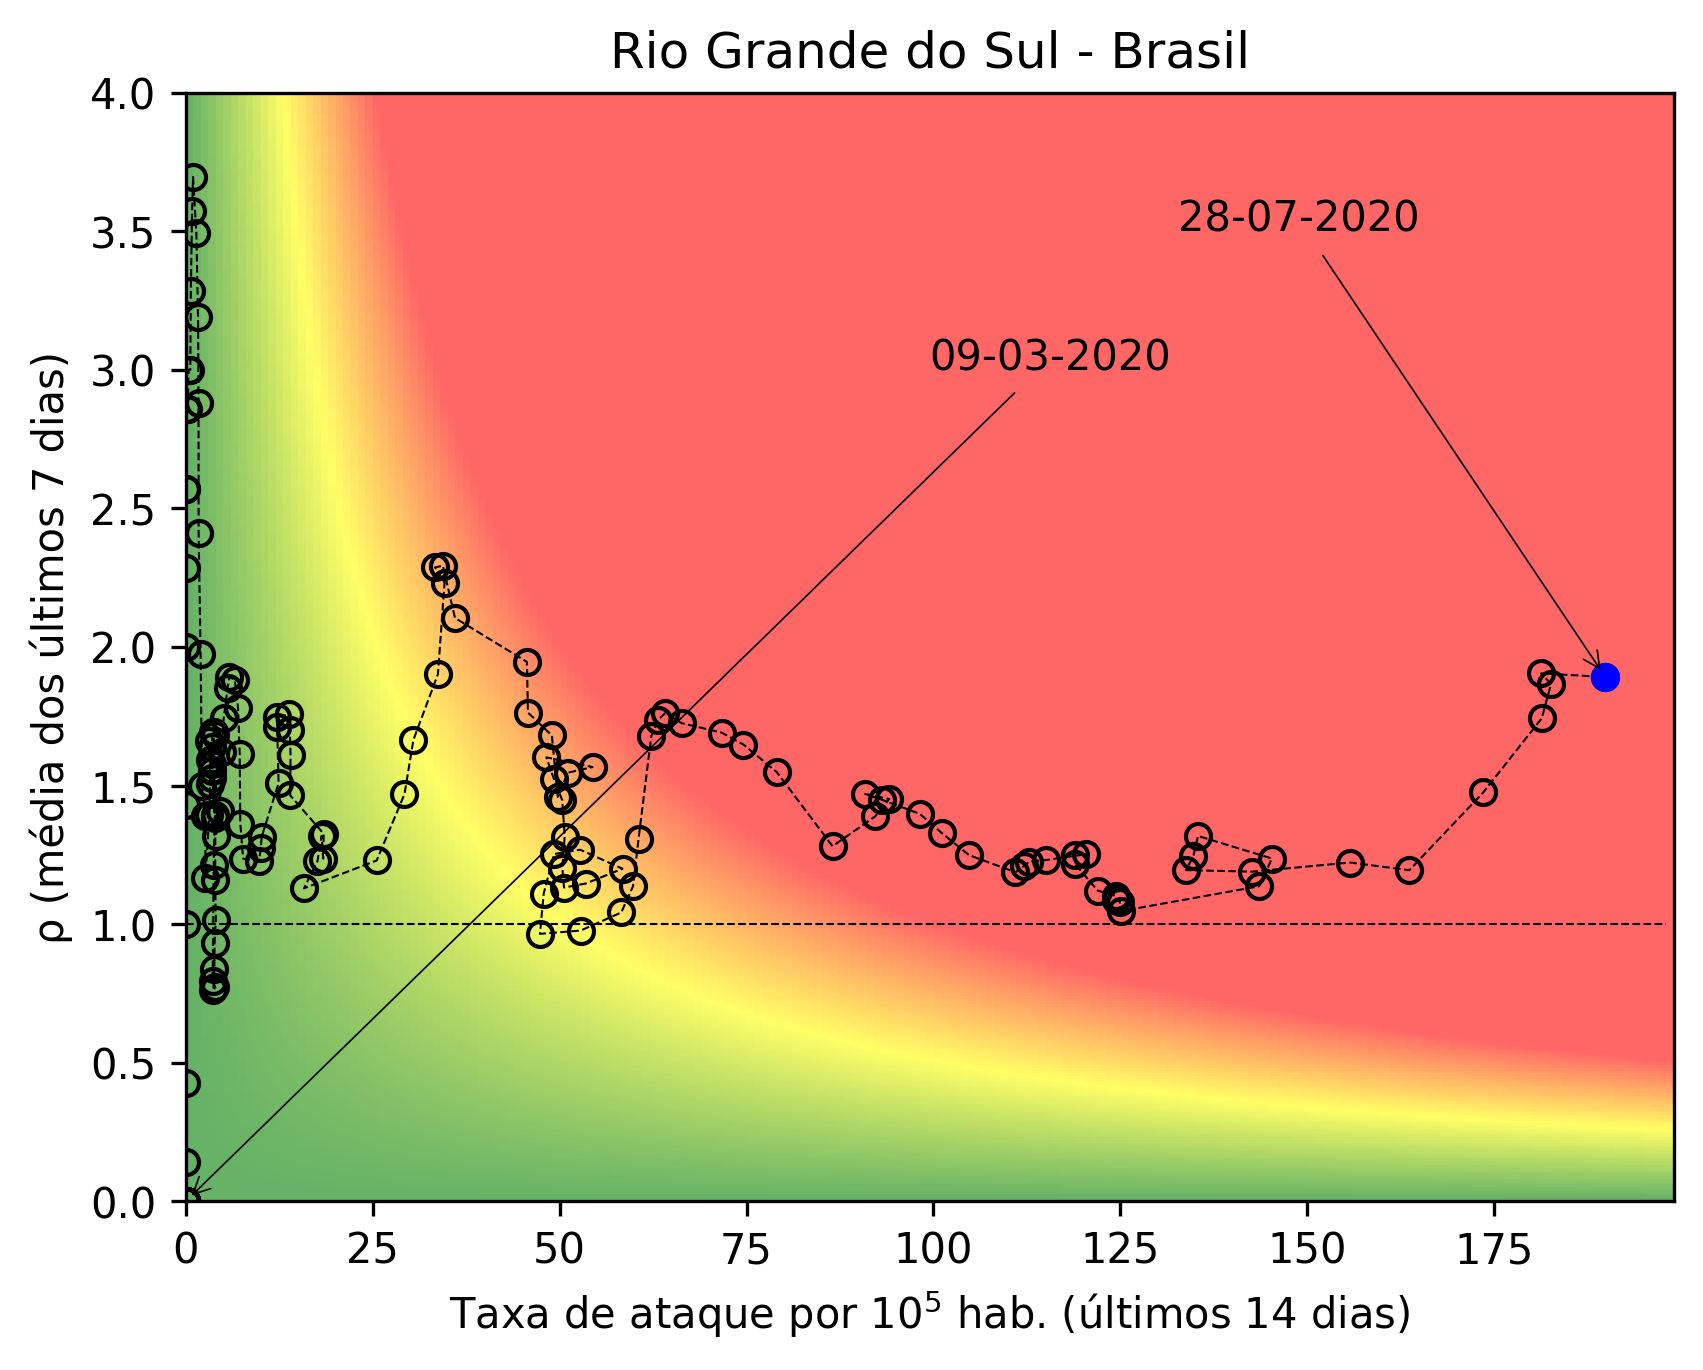 Rio Grande do Sul - Brasil
4.0
3.5
3.0
2.5
2.0
1.5
1.0
0.5
0.0
ρ (média dos últimos 7 dias)
28-07-2020
09-03-2020
0 25 50 75 100 125 150 175
Taxa de ataque por 10⁵ hab. (últimos 14 dias)